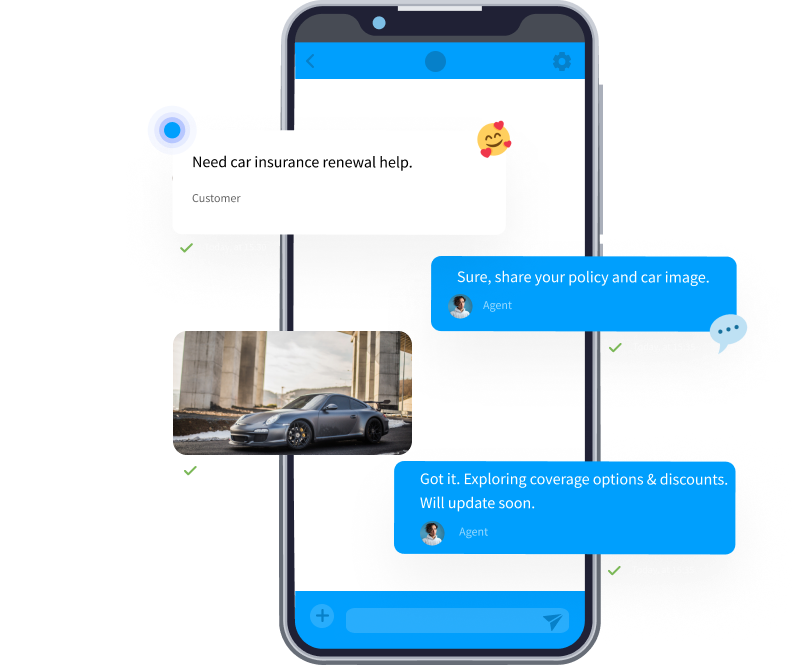 Need car insurance renewal help.
Customer
Sure, share your policy and car image.
Agent
Got it. Exploring coverage options & discounts.
Will update soon.
Agent